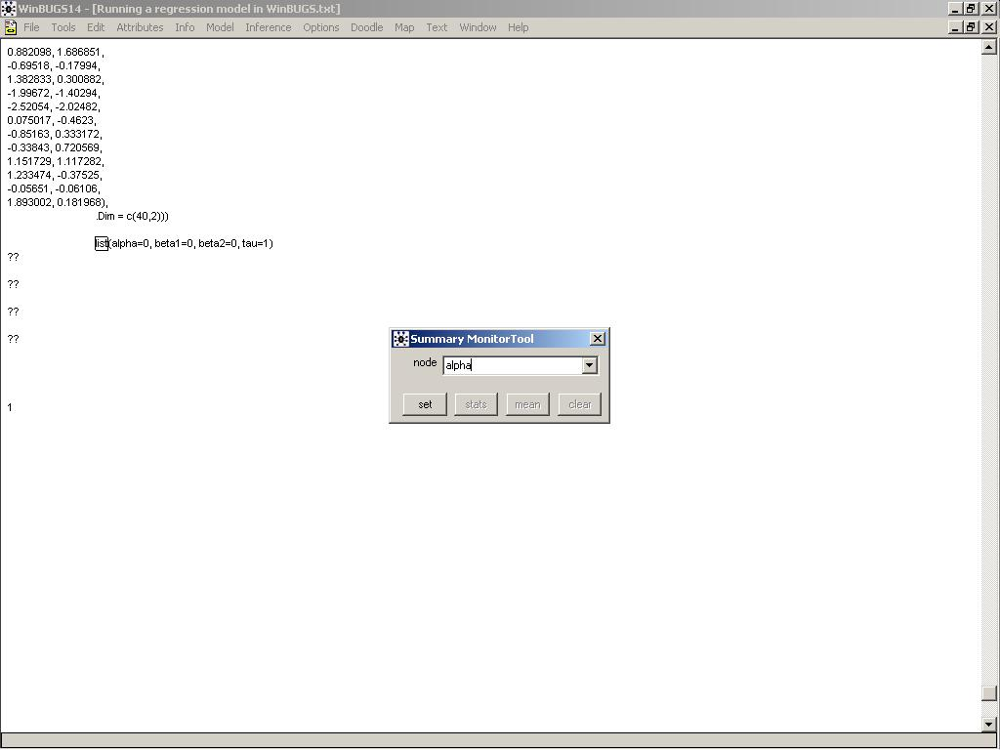 WinBUGS14 - [Running a regression model in WinBUGS.txt]
File Tools Edit Attributes Info Model Inference Options Doodle Map Text Window Help
0.882098, 1.686851,
-0.69518, -0.17994,
1.382833, 0.300882,
-1.99672, -1.40294,
-2.52054, -2.02482,
0.075017, -0.4623,
-0.85163, 0.333172,
-0.33843, 0.720569,
1.151729, 1.117282,
1.233474, -0.37525,
-0.05651, -0.06106,
1.893002, 0.181968),
.Dim = c(40,2)))
list(alpha=0, beta1=0, beta2=0, tau=1)
??
??
??
??
1
Summary MonitorTool
node alpha
set stats mean clear